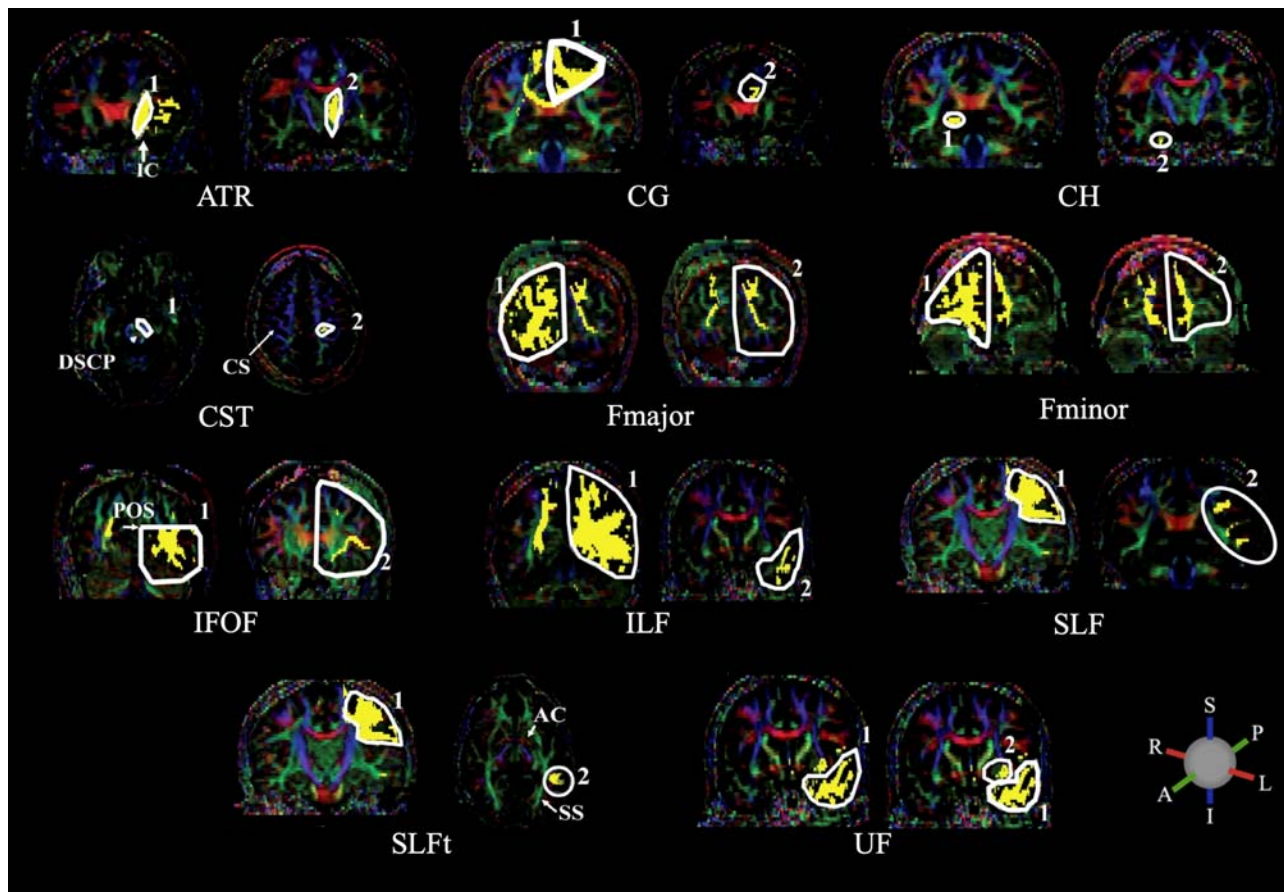 1 2 1 2 1 2
IC
ATR CG CH
1 2 1 2 1 2
DSCP CS
CST Fmajor Fminor
POS 1 2 1 2 1 2
IFOF ILF SLF
1 AC 2 SS 1 2 1
SLFt UF
S
R P
A L
I